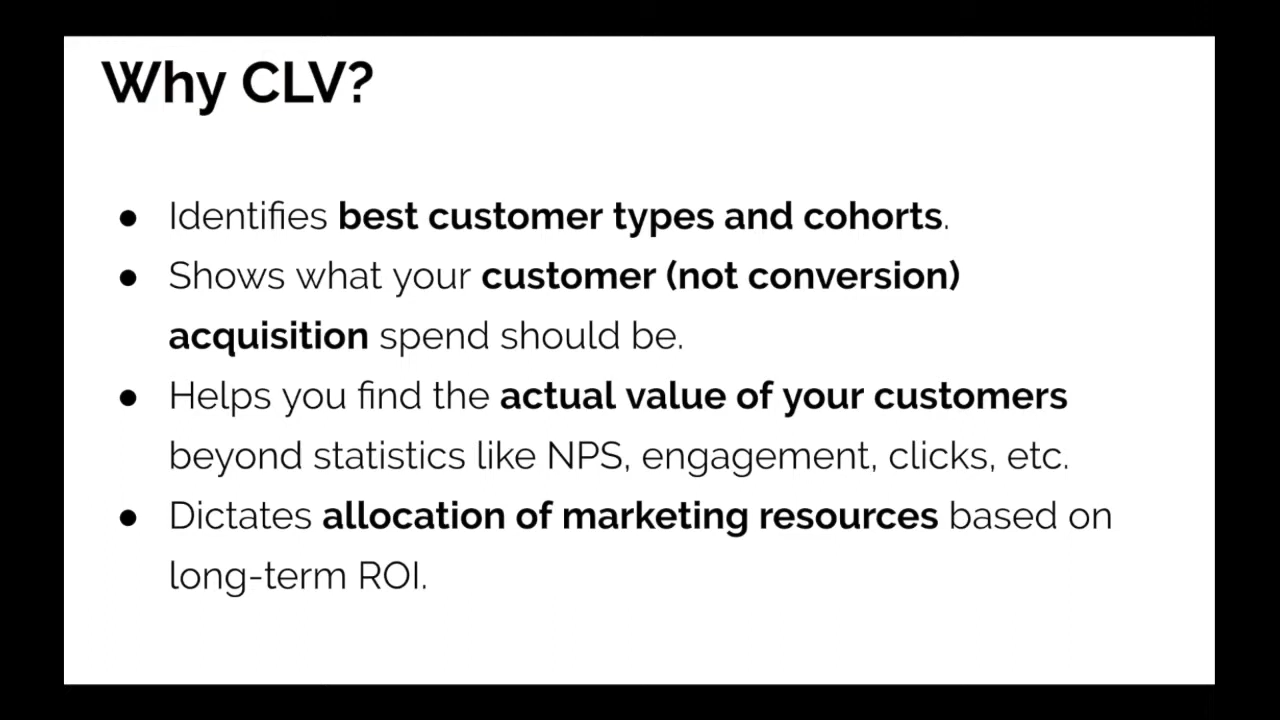 Why CLV?
● Identifies best customer types and cohorts.
● Shows what your customer (not conversion)
acquisition spend should be.
● Helps you find the actual value of your customers
beyond statistics like NPS, engagement, clicks, etc.
● Dictates allocation of marketing resources based on
long-term ROI.